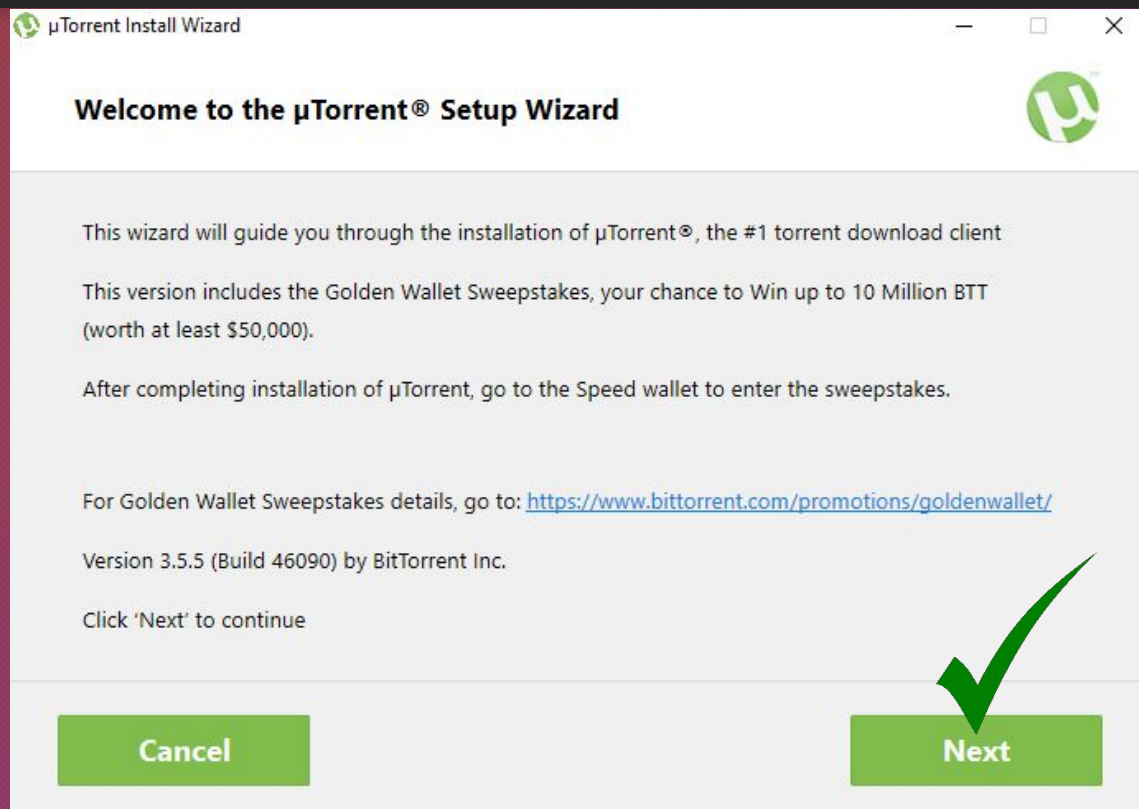 µTorrent Install Wizard
Welcome to the µTorrent® Setup Wizard
This wizard will guide you through the installation of µTorrent®, the #1 torrent download client
This version includes the Golden Wallet Sweepstakes, your chance to Win up to 10 Million BTT
(worth at least $50,000).
After completing installation of µTorrent, go to the Speed wallet to enter the sweepstakes.
For Golden Wallet Sweepstakes details, go to: https://www.bittorrent.com/promotions/goldenwallet/
Version 3.5.5 (Build 46090) by BitTorrent Inc.
Click ‘Next’ to continue
Cancel
Next